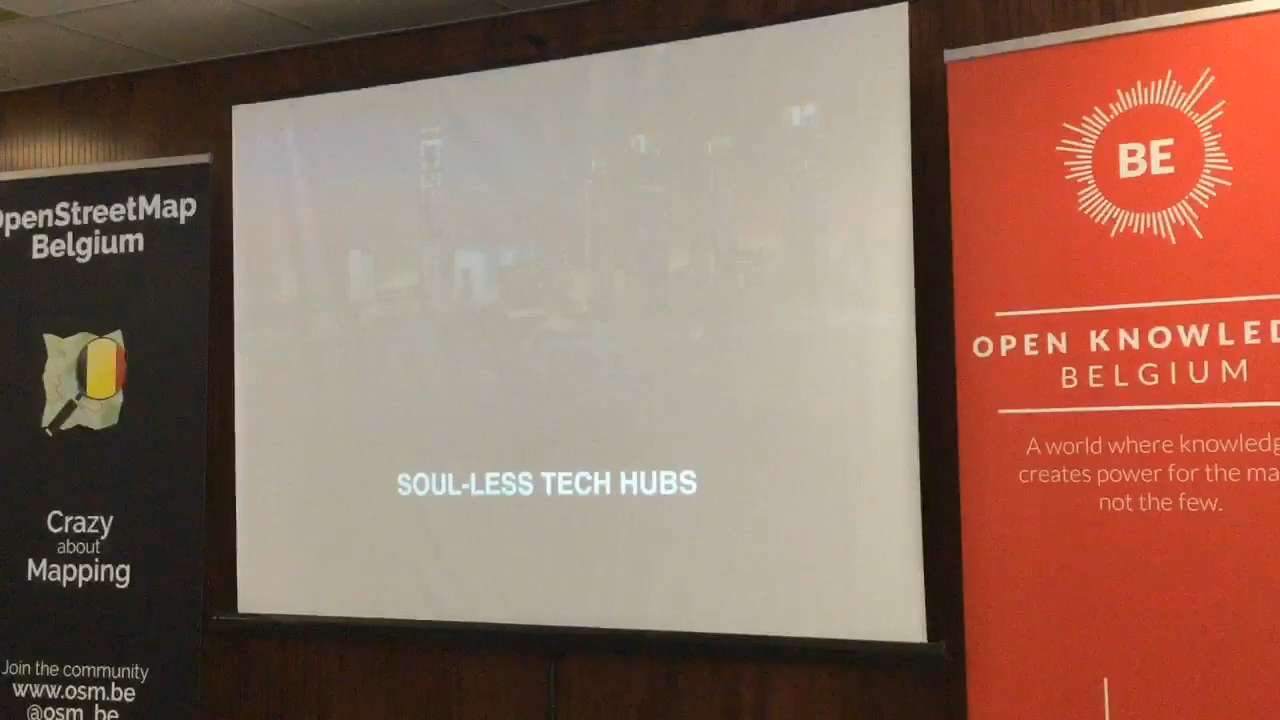 penStreetMap
Belgium
Crazy
about
Mapping
Join the community
www.osm.be
@osm_be
SOUL-LESS TECH HUBS
BE
OPEN KNOWLED
BELGIUM
A world where knowledg
creates power for the ma
not the few.